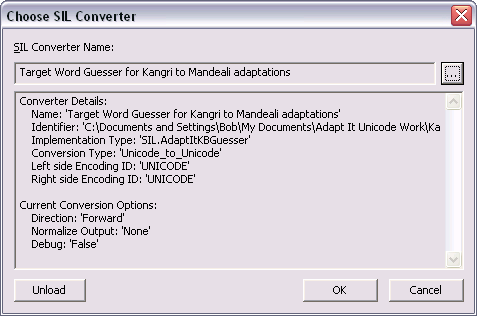 Choose SIL Converter
SIL Converter Name:
Target Word Guesser for Kangri to Mandeali adaptations
...
Converter Details:
Name: 'Target Word Guesser for Kangri to Mandeali adaptations'
Identifier: 'C:\Documents and Settings\Bob\My Documents\Adapt It Unicode Work\Ka
Implementation Type: 'SIL.AdaptItKBGuesser'
Conversion Type: 'Unicode_to_Unicode'
Left side Encoding ID: 'UNICODE'
Right side Encoding ID: 'UNICODE'
Current Conversion Options:
Direction: 'Forward'
Normalize Output: 'None'
Debug: 'False'
Unload OK Cancel